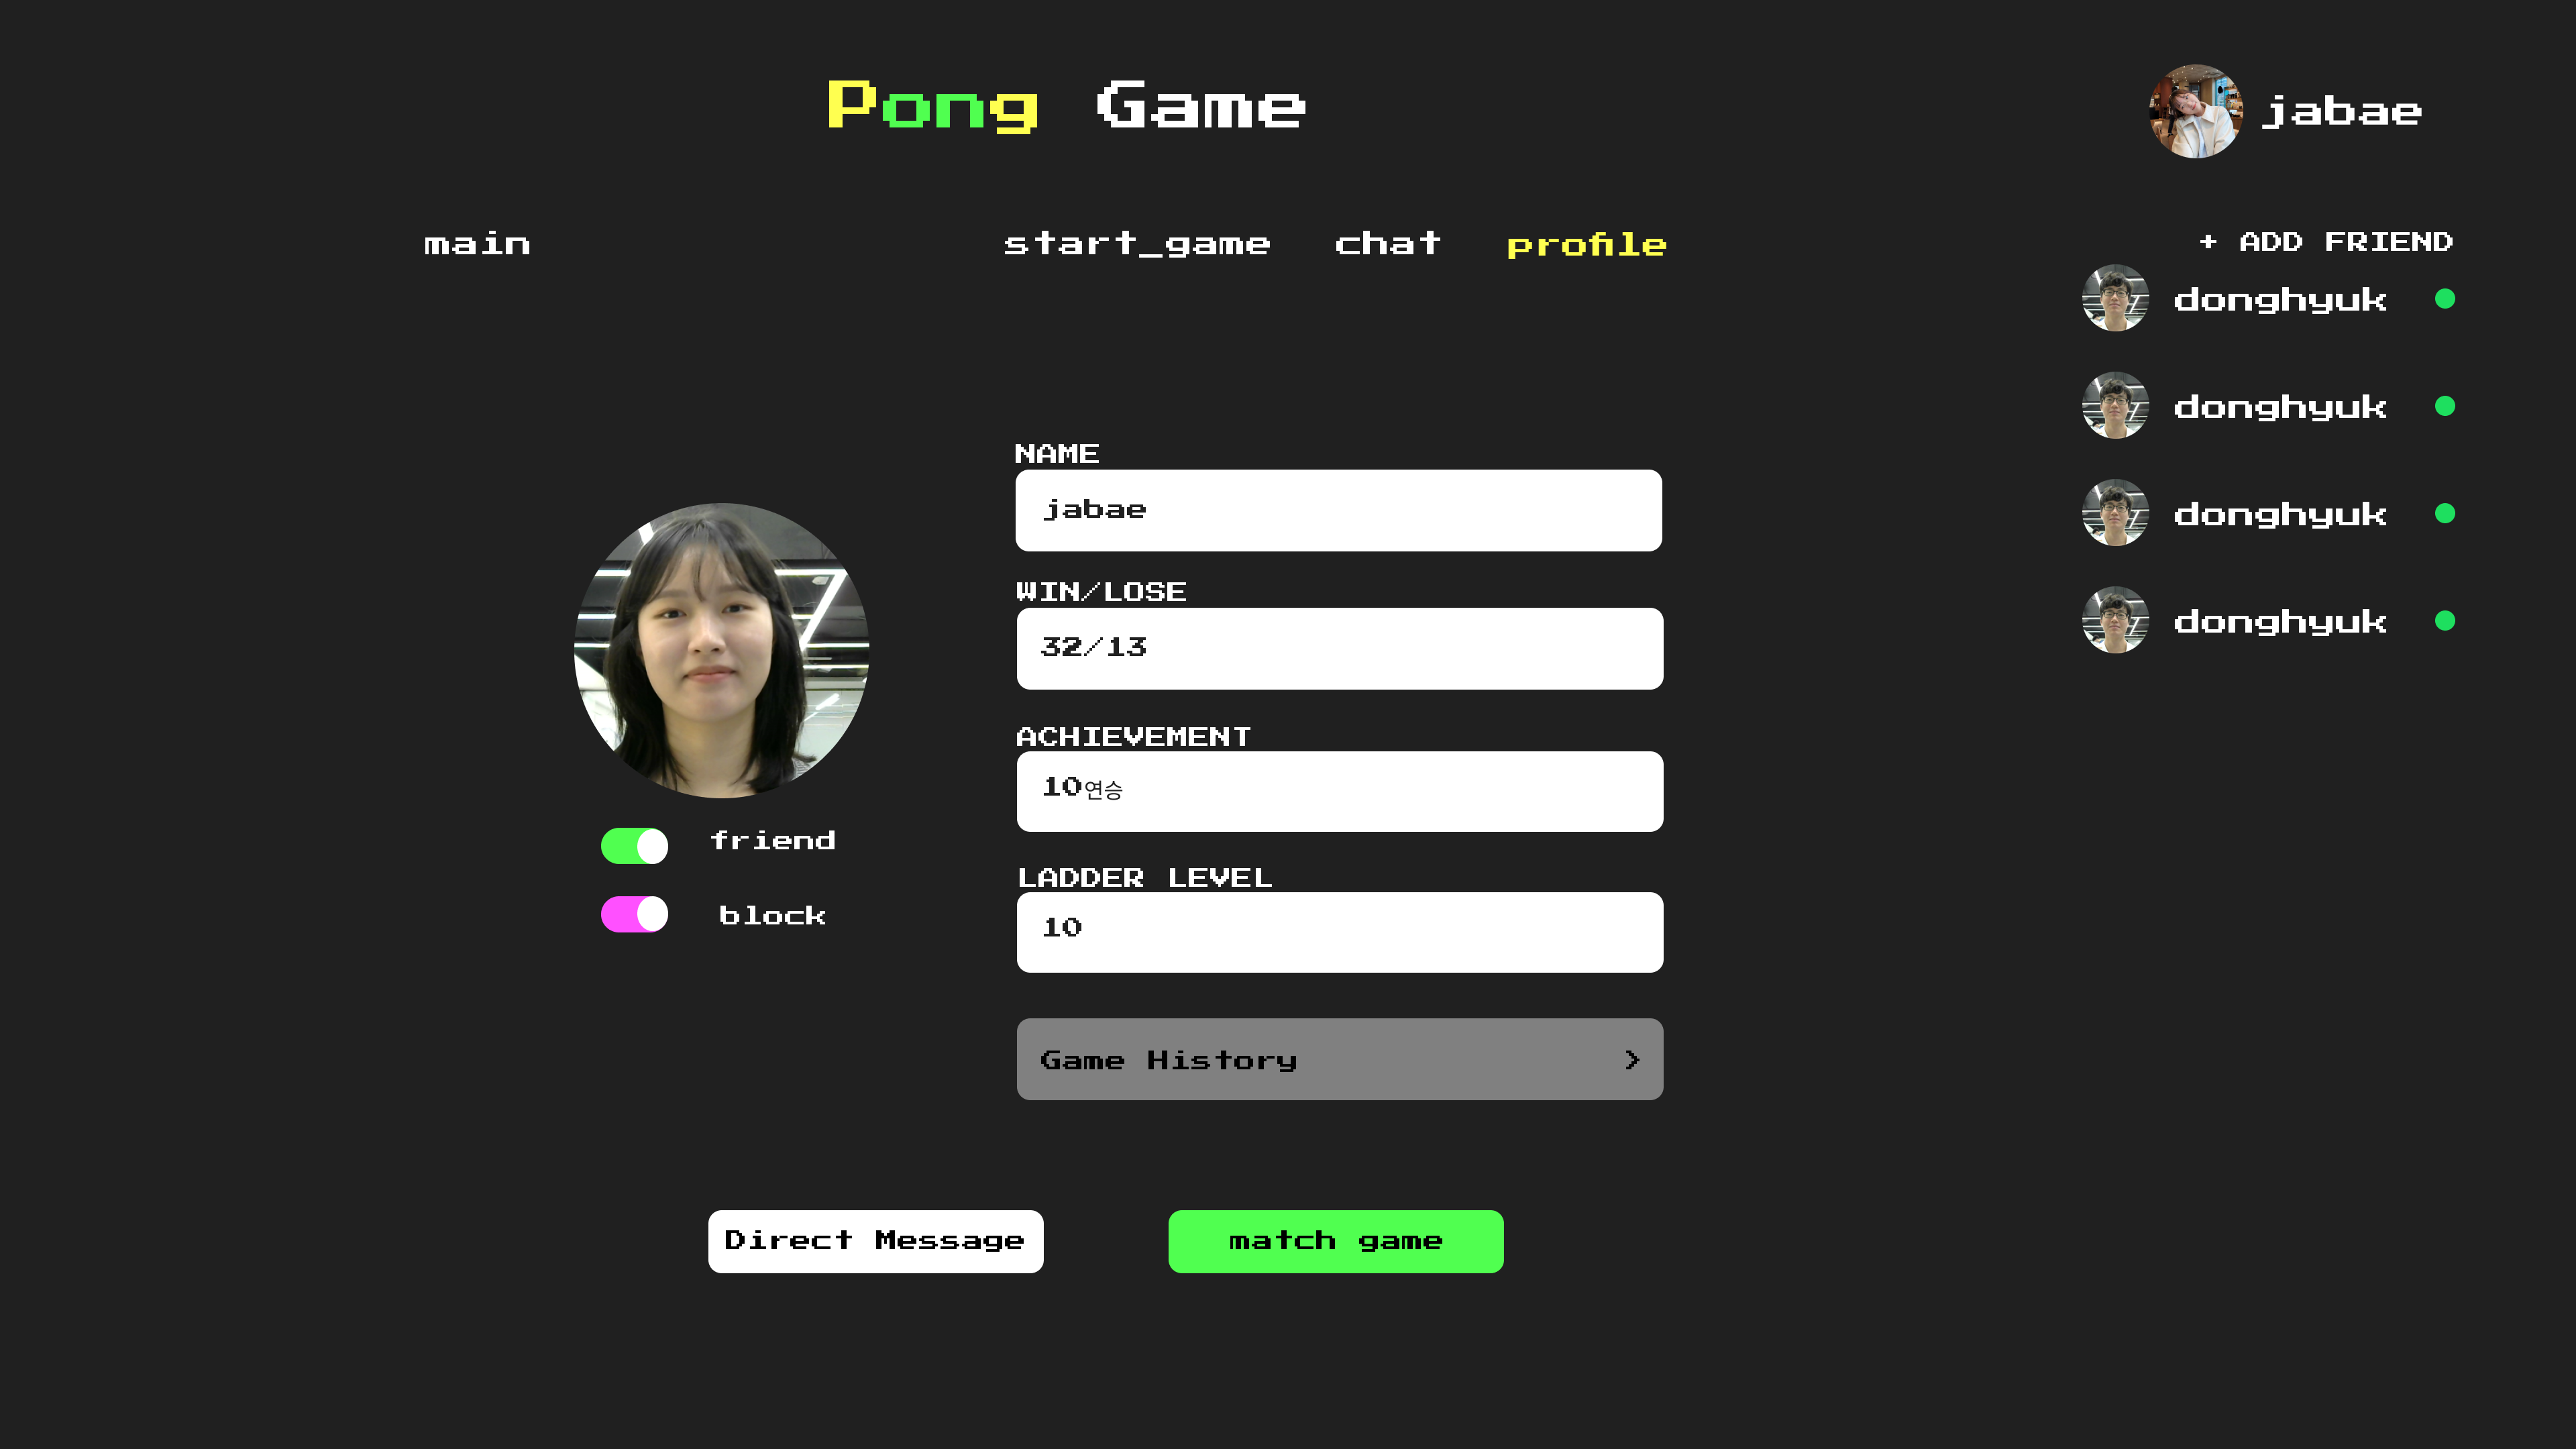 Pong Game
jabae
main
start_game
chat
profile
+ ADD FRIEND
donghyuk
donghyuk
donghyuk
donghyuk
NAME
jabae
WIN/LOSE
32/13
ACHIEVEMENT
10연승
LADDER LEVEL
10
friend
block
Game History >
Direct Message
match game